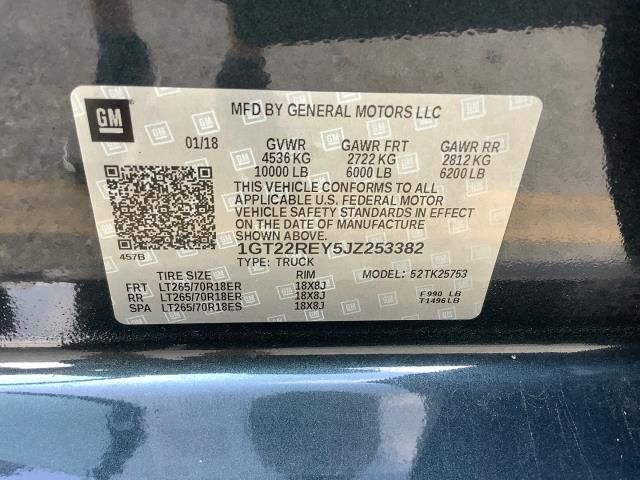 GM
MFD BY GENERAL MOTORS LLC
01/18 GVWR GAWR FRT GAWR RR
4536 KG 2722 KG 2812 KG
10000 LB 6000 LB 6200 LB
THIS VEHICLE CONFORMS TO ALL
APPLICABLE U.S. FEDERAL MOTOR
VEHICLE SAFETY STANDARDS IN EFFECT
ON THE DATE OF MANUFACTURE
SHOWN ABOVE.
457B 1GT22REY5JZ253382
TYPE: TRUCK
TIRE SIZE RIM MODEL: 52TK25753
FRT LT265/70R18ER 18X8J F 990 LB
RR LT265/70R18ER 18X8J T1496LB
SPA LT265/70R18ES 18X8J